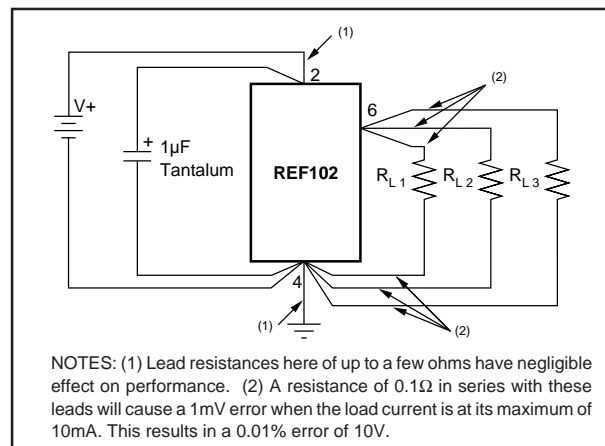 (1)
2
V+
6
(2)
+
1µF
Tantalum
REF102
RL 1
RL 2
RL 3
4
(1)
(2)
NOTES: (1) Lead resistances here of up to a few ohms have negligible
effect on performance. (2) A resistance of 0.1Ω in series with these
leads will cause a 1mV error when the load current is at its maximum of
10mA. This results in a 0.01% error of 10V.